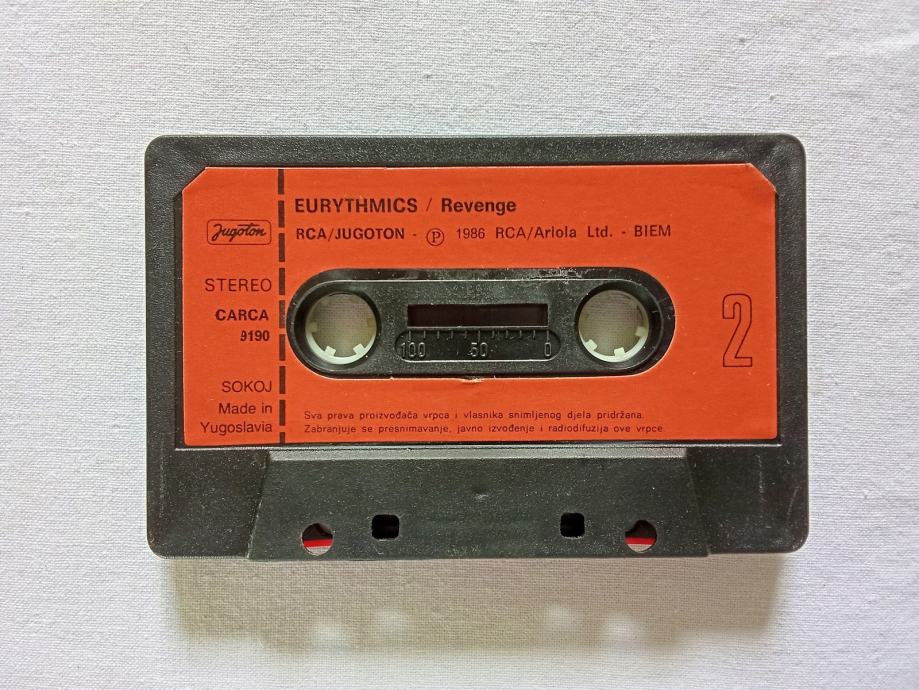 EURYTHMICS / Revenge
RCA/JUGOTON - Ⓟ 1986 RCA/Ariola Ltd. - BIEM
Jugoton
STEREO
CARCA
9190
SOKOJ
Made in
Yugoslavia
2
100 50 0
Sva prava proizvođača vrpca i vlasnika snimljenog djela pridržana.
Zabranjuje se presnimavanje, javno izvođenje i radiodifuzija ove vrpce.